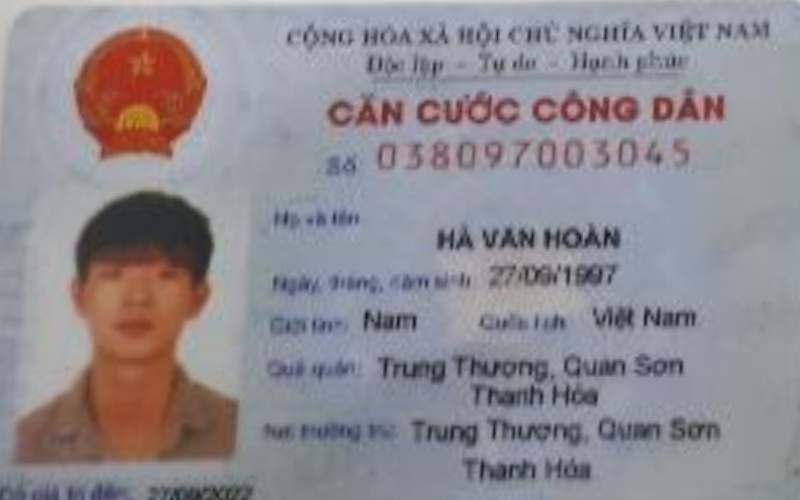 CỘNG HÒA XÃ HỘI CHỦ NGHĨA VIỆT NAM
Độc lập - Tự do - Hạnh phúc
CĂN CƯỚC CÔNG DÂN
Số 038097003045
Họ và tên
HÀ VĂN HOÀN
Ngày, tháng, năm sinh: 27/09/1997
Giới tính: Nam Quốc tịch: Việt Nam
Quê quán: Trung Thượng, Quan Sơn
Thanh Hóa
Nơi thường trú: Trung Thượng, Quan Sơn
Thanh Hóa
Có giá trị đến: 27/09/2022